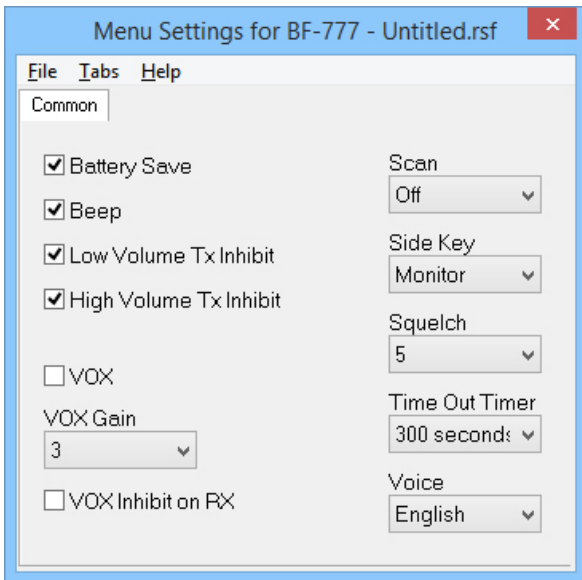 Menu Settings for BF-777 - Untitled.rsf
File Tabs Help
Common
Battery Save
Beep
Low Volume Tx Inhibit
High Volume Tx Inhibit
VOX
VOX Gain
3
VOX Inhibit on RX
Scan
Off
Side Key
Monitor
Squelch
5
Time Out Timer
300 seconds
Voice
English